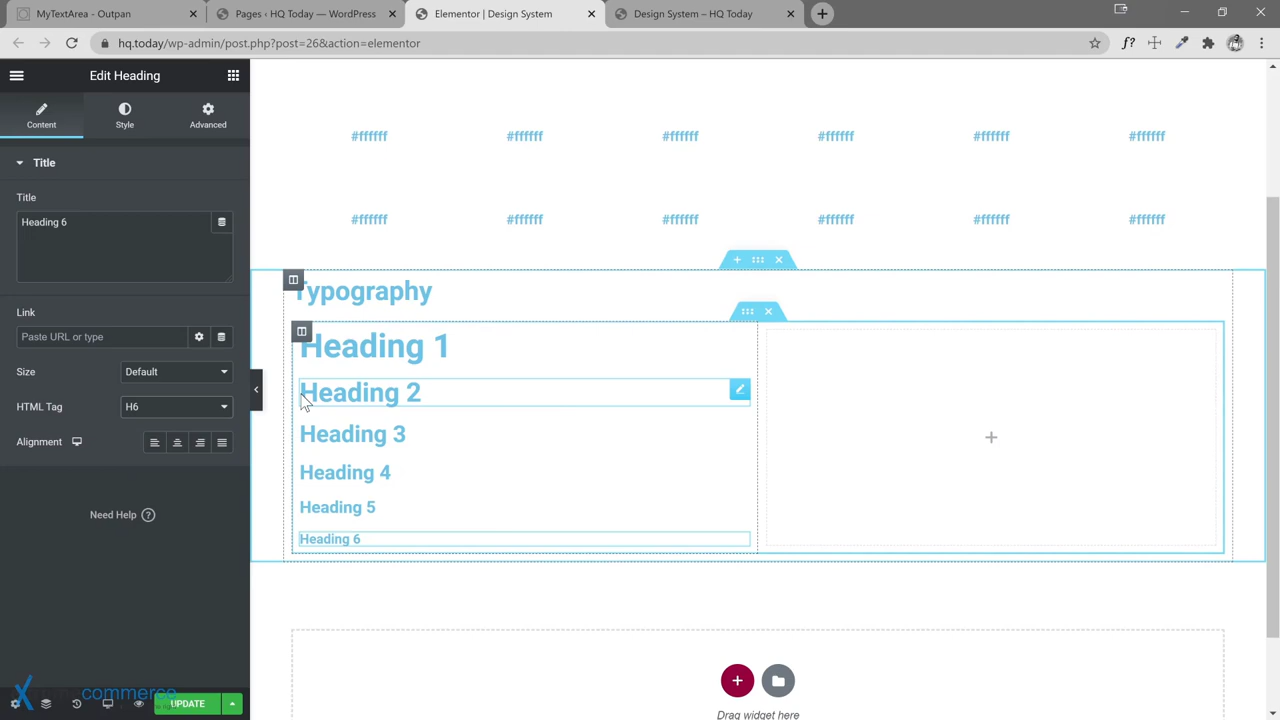 MyTextArea - Outpan
Pages ‹ HQ Today — WordPress
Elementor | Design System
Design System – HQ Today
hq.today/wp-admin/post.php?post=26&action=elementor
f?
Edit Heading
Content
Style
Advanced
Title
Title
Heading 6
Link
Paste URL or type
Size
Default
HTML Tag
H6
Alignment
Need Help
commerce
UPDATE
#ffffff #ffffff #ffffff #ffffff #ffffff #ffffff
#ffffff #ffffff #ffffff #ffffff #ffffff #ffffff
Typography
Heading 1
Heading 2
Heading 3
Heading 4
Heading 5
Heading 6
Drag widget here